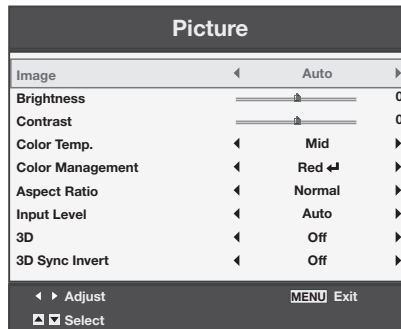 Picture
Image Auto
Brightness 0
Contrast 0
Color Temp. Mid
Color Management Red
Aspect Ratio Normal
Input Level Auto
3D Off
3D Sync Invert Off
Adjust MENU Exit
Select